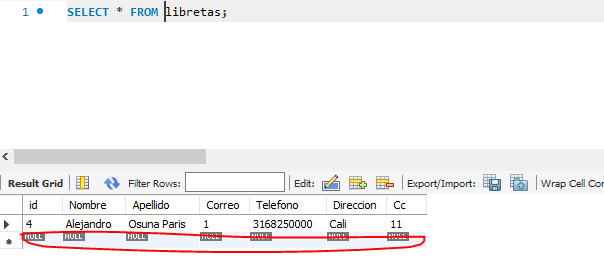 1 SELECT * FROM libretas;
Result Grid Filter Rows: Edit: Export/Import: Wrap Cell Con
id Nombre Apellido Correo Telefono Direccion Cc
4 Alejandro Osuna Paris 1 3168250000 Cali 11
NULL NULL NULL NULL NULL NULL NULL